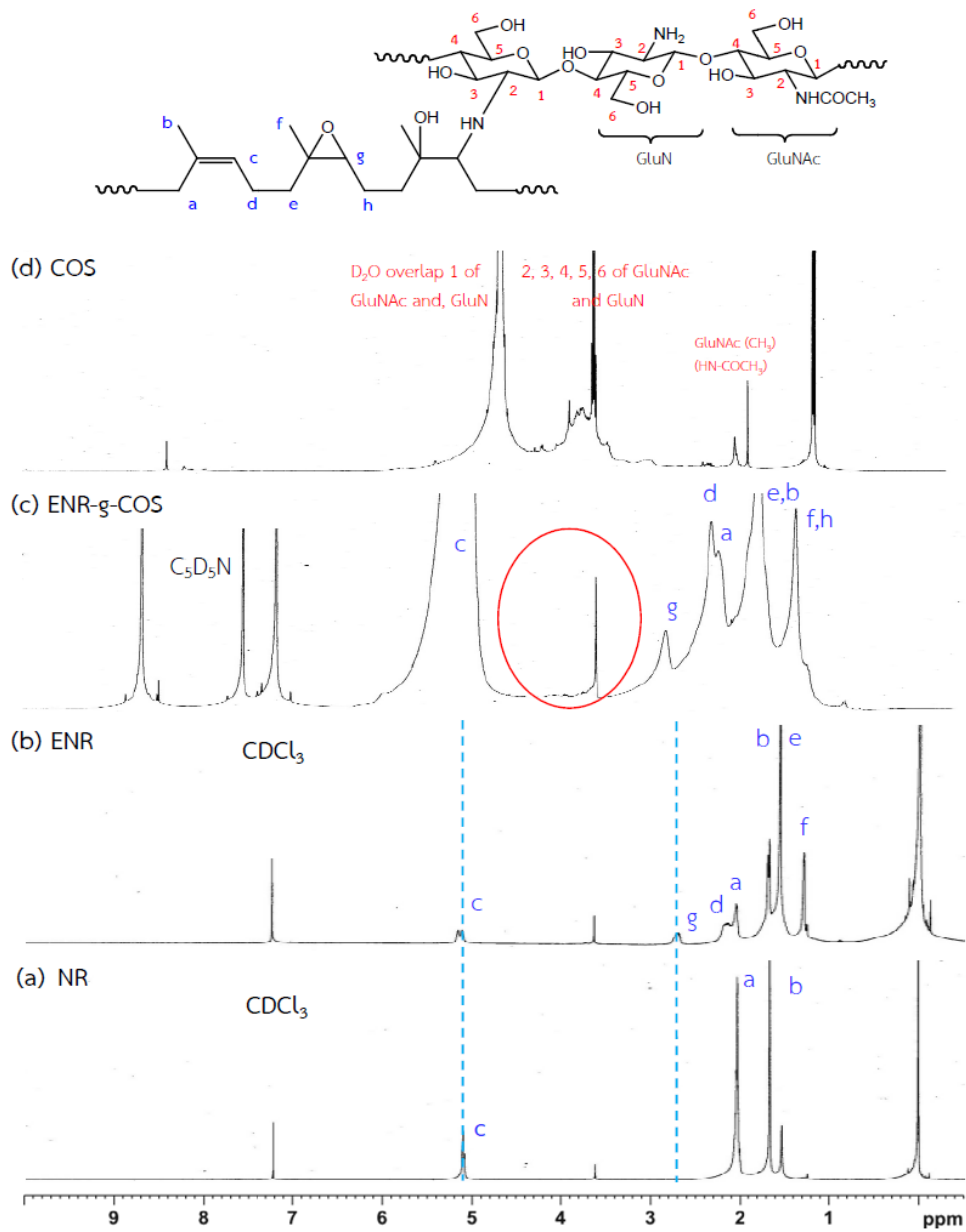 6
OH
4
5
O
HO
3
2
1
O
HN
3
NH₂
HO
2
1
4
5
O
OH
6
O
6
OH
4
5
O
1
HO
3
2
NHCOCH₃
GluN
GluNAc
b
f
O
OH
c
g
a
d
e
h
(d) COS
D₂O overlap 1 of
GluNAc and, GluN
2, 3, 4, 5, 6 of GluNAc
and GluN
GluNAc (CH₃)
(HN-COCH₃)
(c) ENR-g-COS
C₅D₅N
c
g
d
a
e,b
f,h
(b) ENR
CDCl₃
c
g
d
a
b
e
f
(a) NR
CDCl₃
c
a
b
9 8 7 6 5 4 3 2 1 ppm